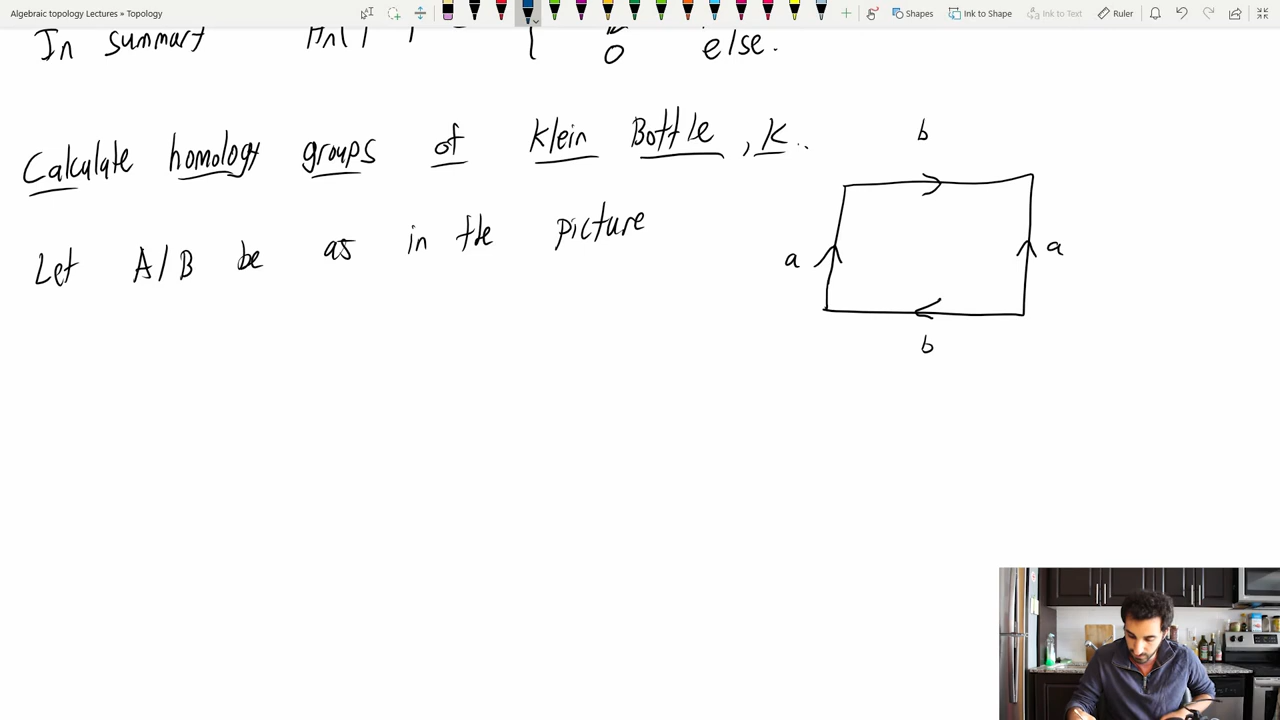 Algebraic topology Lectures - Topology
Shapes Ink to Shape Ink to Text Ruler
In summary
0 else.
Calculate homology groups of Klein Bottle, K.
b
Let A/B be as in the picture
a a
b